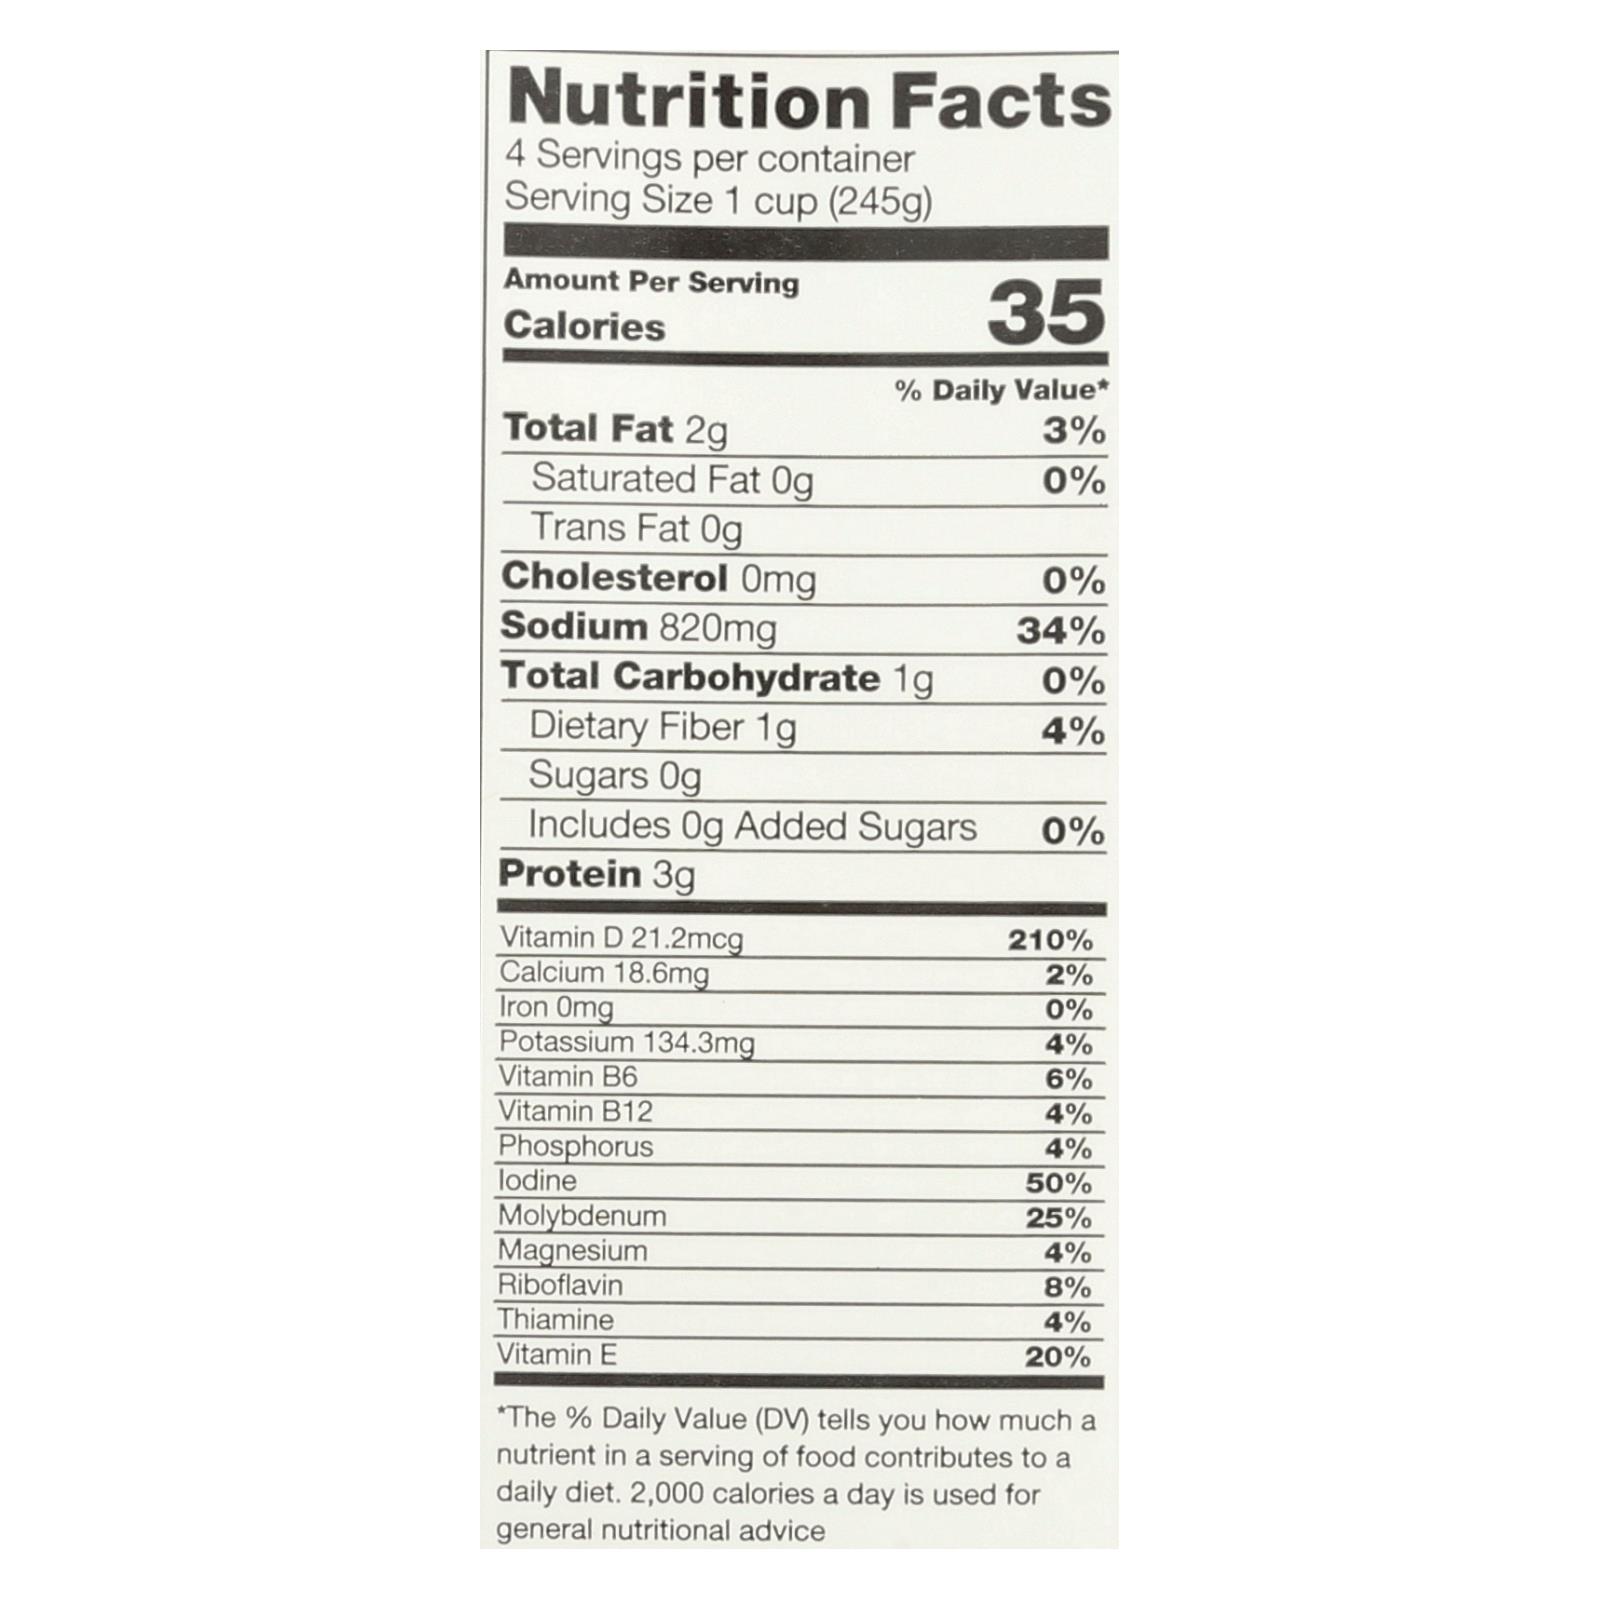 Nutrition Facts
4 Servings per container
Serving Size 1 cup (245g)
Amount Per Serving
Calories 35
% Daily Value*
Total Fat 2g 3%
Saturated Fat 0g 0%
Trans Fat 0g
Cholesterol 0mg 0%
Sodium 820mg 34%
Total Carbohydrate 1g 0%
Dietary Fiber 1g 4%
Sugars 0g
Includes 0g Added Sugars 0%
Protein 3g
Vitamin D 21.2mcg 210%
Calcium 18.6mg 2%
Iron 0mg 0%
Potassium 134.3mg 4%
Vitamin B6 6%
Vitamin B12 4%
Phosphorus 4%
Iodine 50%
Molybdenum 25%
Magnesium 4%
Riboflavin 8%
Thiamine 4%
Vitamin E 20%
*The % Daily Value (DV) tells you how much a
nutrient in a serving of food contributes to a
daily diet. 2,000 calories a day is used for
general nutritional advice